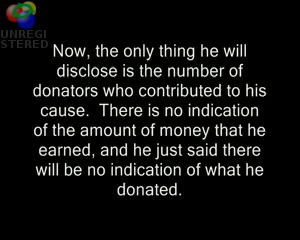 UNREGI
STERED
Now, the only thing he will
disclose is the number of
donators who contributed to his
cause.  There is no indication
of the amount of money that he
earned, and he just said there
will be no indication of what he
donated.